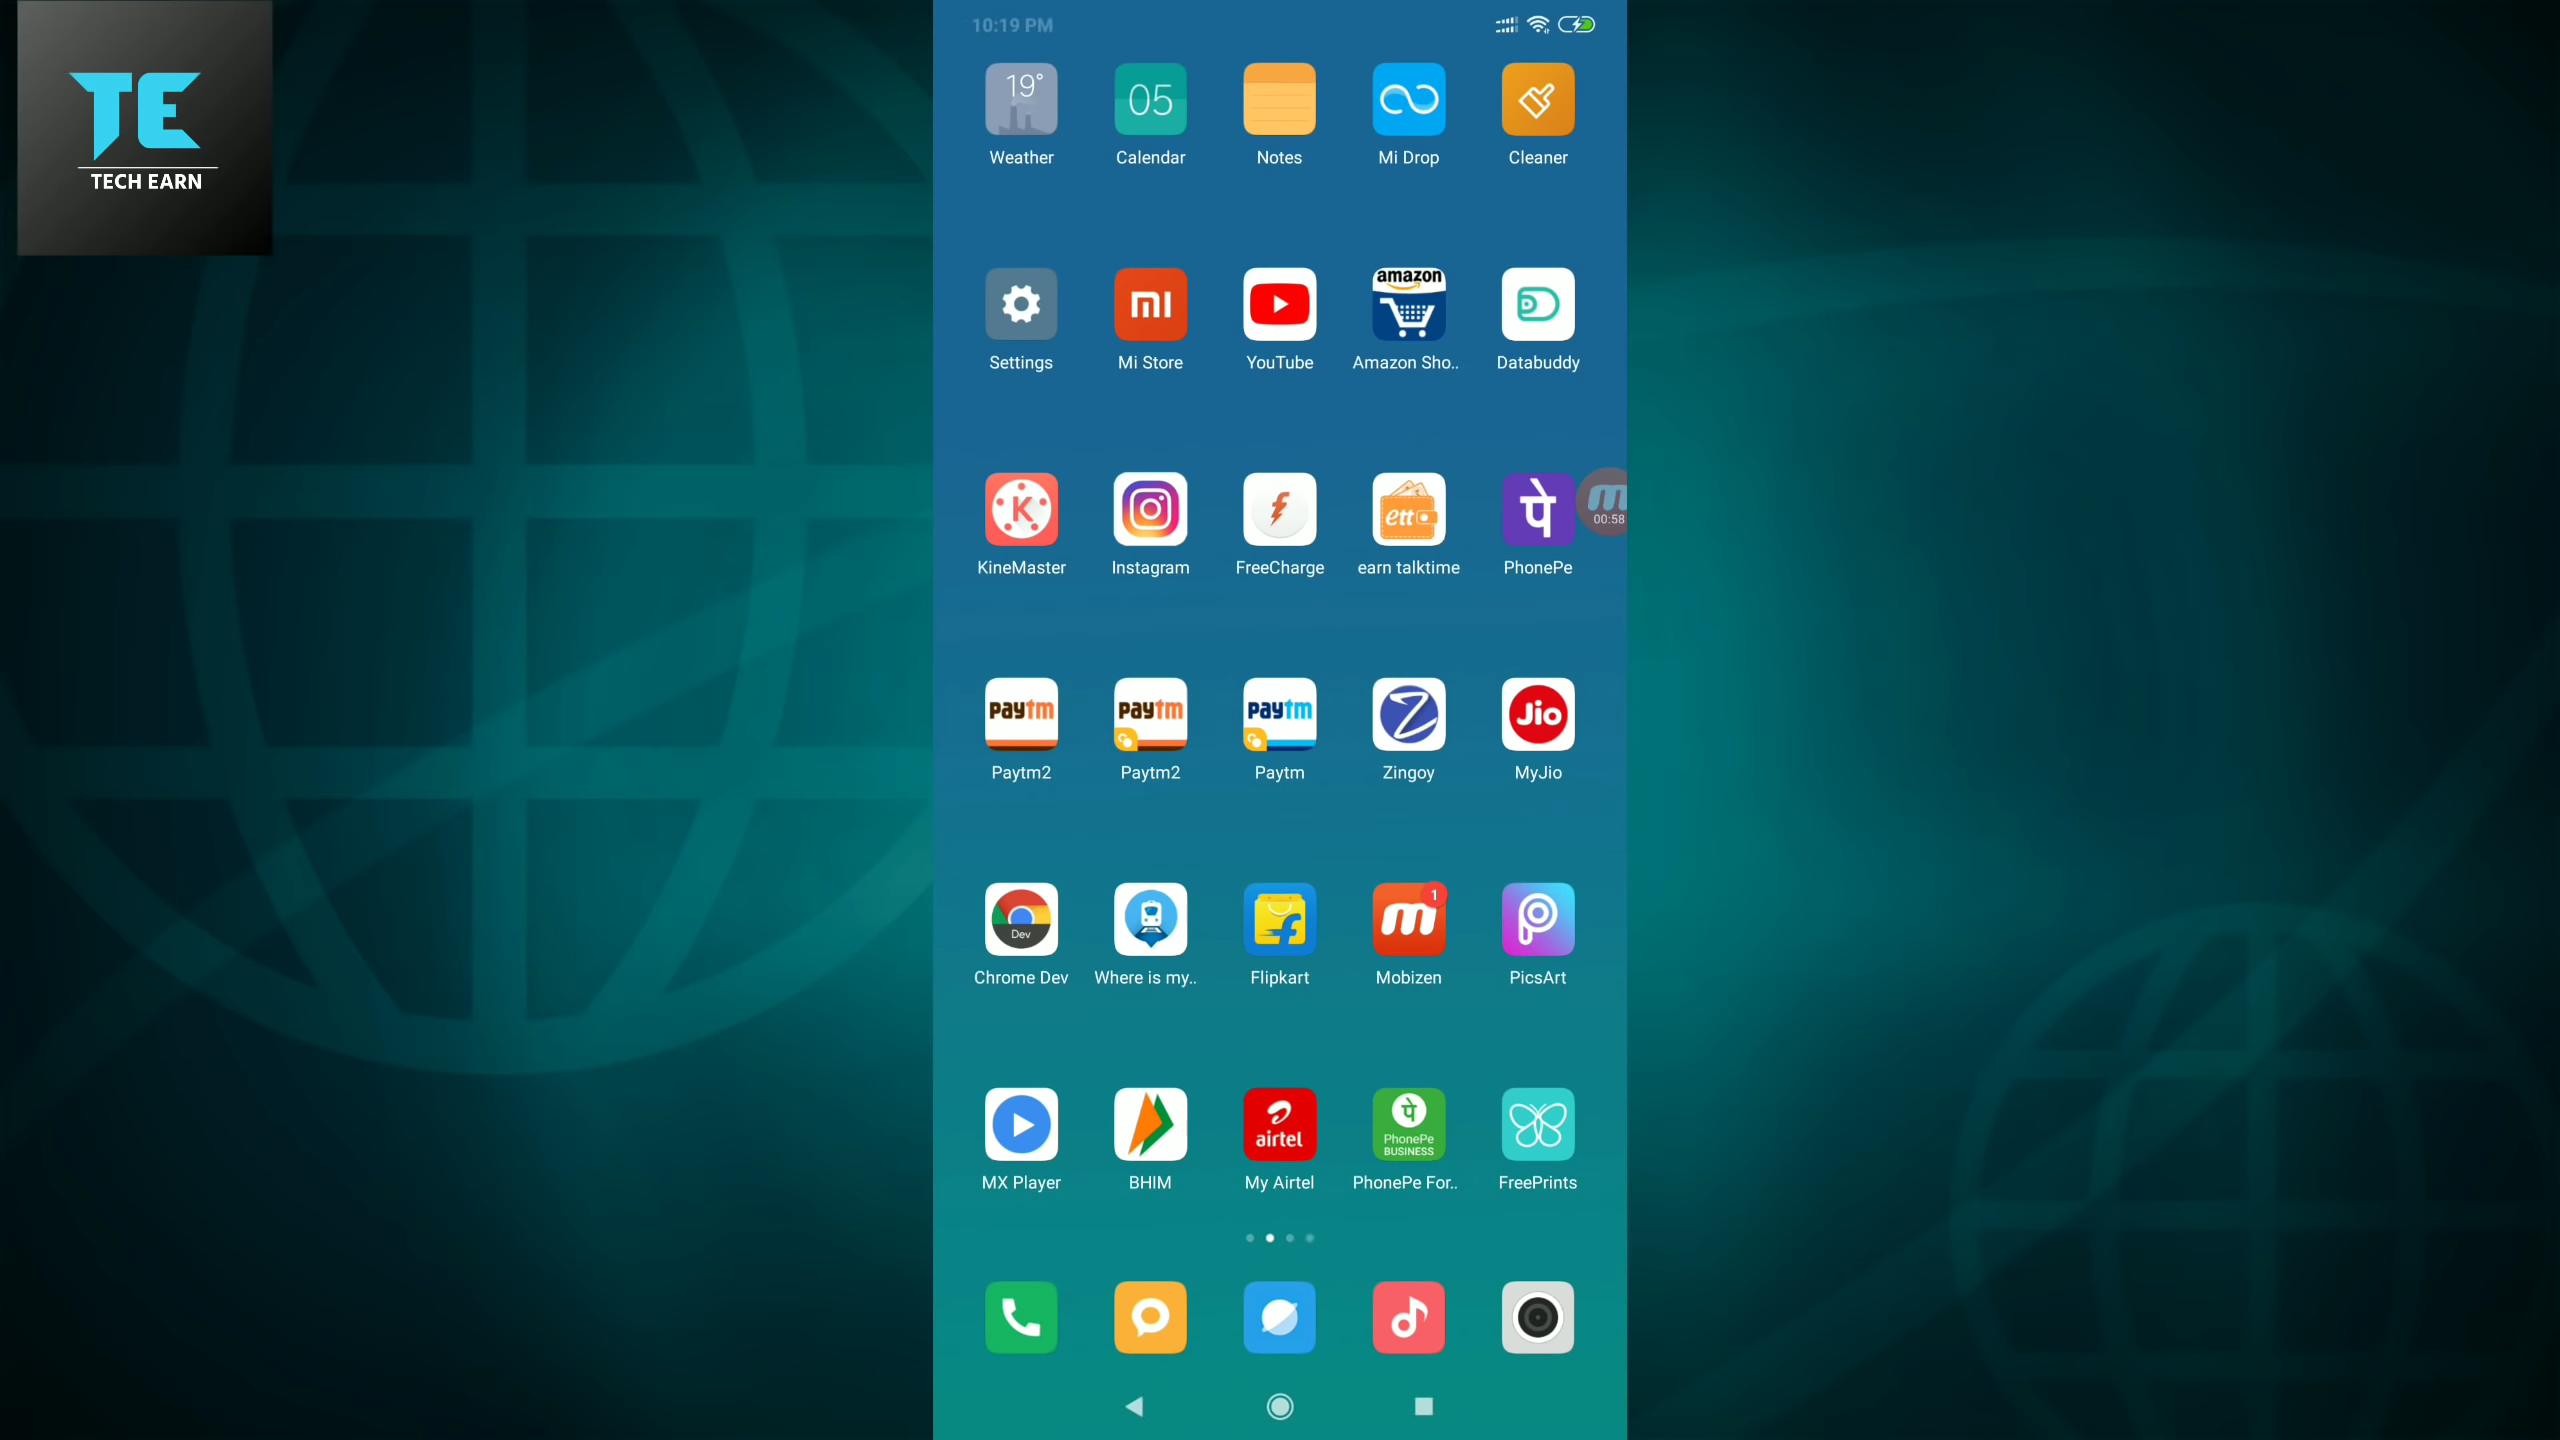 TE
TECH EARN
10:19 PM
19°
05
Weather
Calendar
Notes
Mi Drop
Cleaner
amazon
Settings
Mi Store
YouTube
Amazon Sho..
Databuddy
K
ett
पे
00:58
KineMaster
Instagram
FreeCharge
earn talktime
PhonePe
paytm
paytm
paytm
Z
Jio
Paytm2
Paytm2
Paytm
Zingoy
MyJio
Dev
f
m
1
Chrome Dev
Where is my..
Flipkart
Mobizen
PicsArt
airtel
पे
PhonePe
BUSINESS
MX Player
BHIM
My Airtel
PhonePe For..
FreePrints